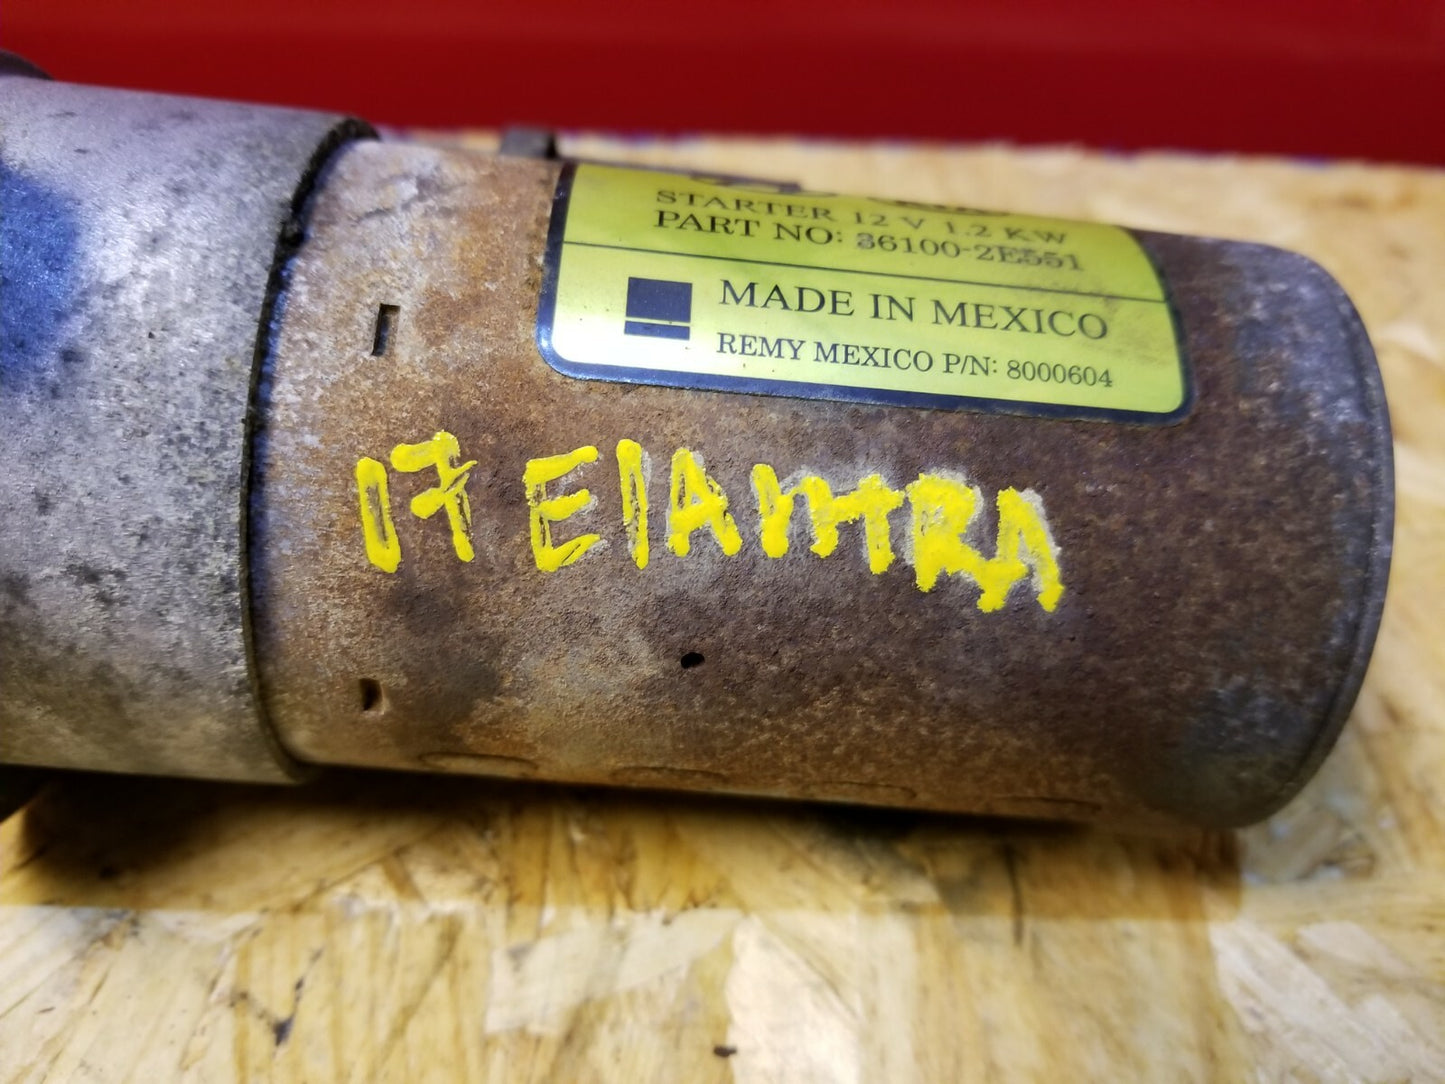 STARTER 12 V 1.2 KW
PART NO: 36100-2E551
MADE IN MEXICO
REMY MEXICO P/N: 8000604
17 ElAntRA